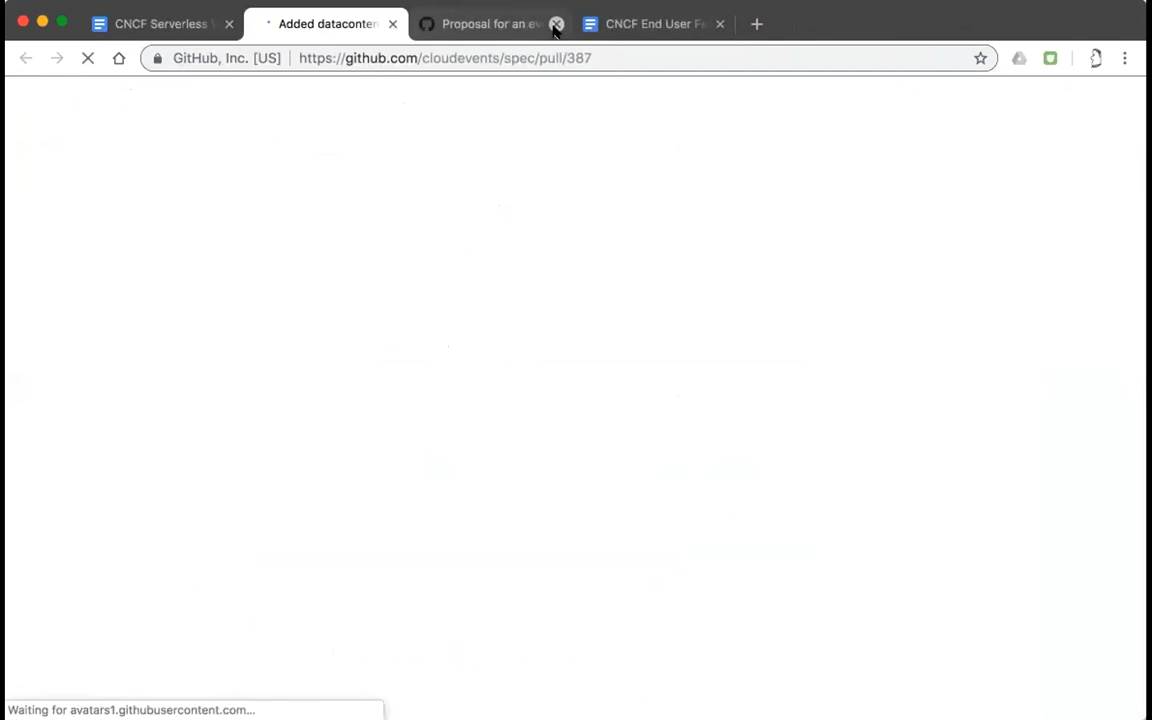 CNCF Serverless
Added dataconten
Proposal for an ev
CNCF End User Fe
GitHub, Inc. [US]
https://github.com/cloudevents/spec/pull/387
Waiting for avatars1.githubusercontent.com...